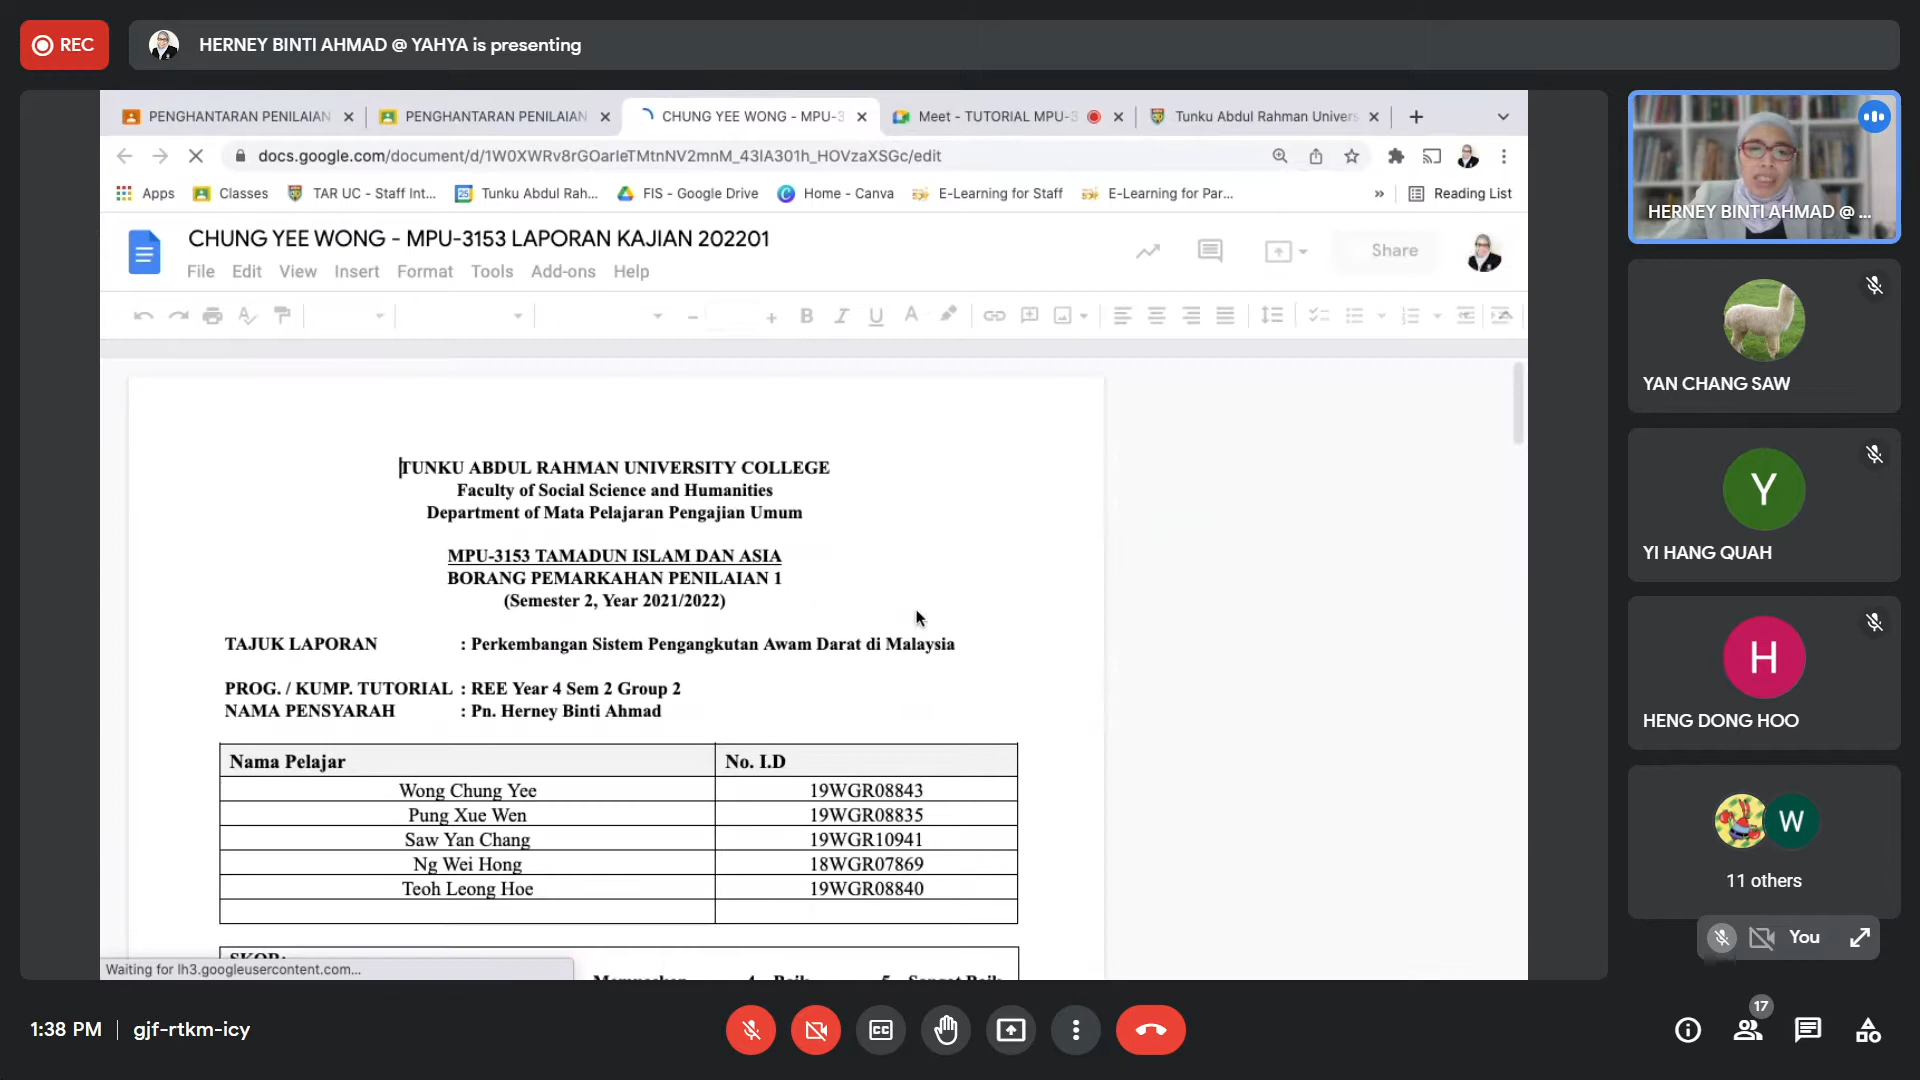 REC
HERNEY BINTI AHMAD @ YAHYA is presenting
PENGHANTARAN PENILAIAN
PENGHANTARAN PENILAIAN
CHUNG YEE WONG - MPU-3
Meet - TUTORIAL MPU-3
Tunku Abdul Rahman Univers
docs.google.com/document/d/1W0XWRv8rGOarIeTMtnNV2mnM_43IA301h_HOVzaXSGc/edit
Apps
Classes
TAR UC - Staff Int...
Tunku Abdul Rah...
FIS - Google Drive
Home - Canva
E-Learning for Staff
E-Learning for Par...
»
Reading List
CHUNG YEE WONG - MPU-3153 LAPORAN KAJIAN 202201
File Edit View Insert Format Tools Add-ons Help
Share
TUNKU ABDUL RAHMAN UNIVERSITY COLLEGE
Faculty of Social Science and Humanities
Department of Mata Pelajaran Pengajian Umum
MPU-3153 TAMADUN ISLAM DAN ASIA
BORANG PEMARKAHAN PENILAIAN 1
(Semester 2, Year 2021/2022)
TAJUK LAPORAN : Perkembangan Sistem Pengangkutan Awam Darat di Malaysia
PROG. / KUMP. TUTORIAL : REE Year 4 Sem 2 Group 2
NAMA PENSYARAH : Pn. Herney Binti Ahmad
Nama Pelajar No. I.D
Wong Chung Yee 19WGR08843
Pung Xue Wen 19WGR08835
Saw Yan Chang 19WGR10941
Ng Wei Hong 18WGR07869
Teoh Leong Hoe 19WGR08840
SKOR:
4 Baik 5 Sangat Baik
Waiting for lh3.googleusercontent.com...
HERNEY BINTI AHMAD @ ...
YAN CHANG SAW
Y
YI HANG QUAH
H
HENG DONG HOO
W
11 others
You
1:38 PM | gjf-rtkm-icy
CC
17